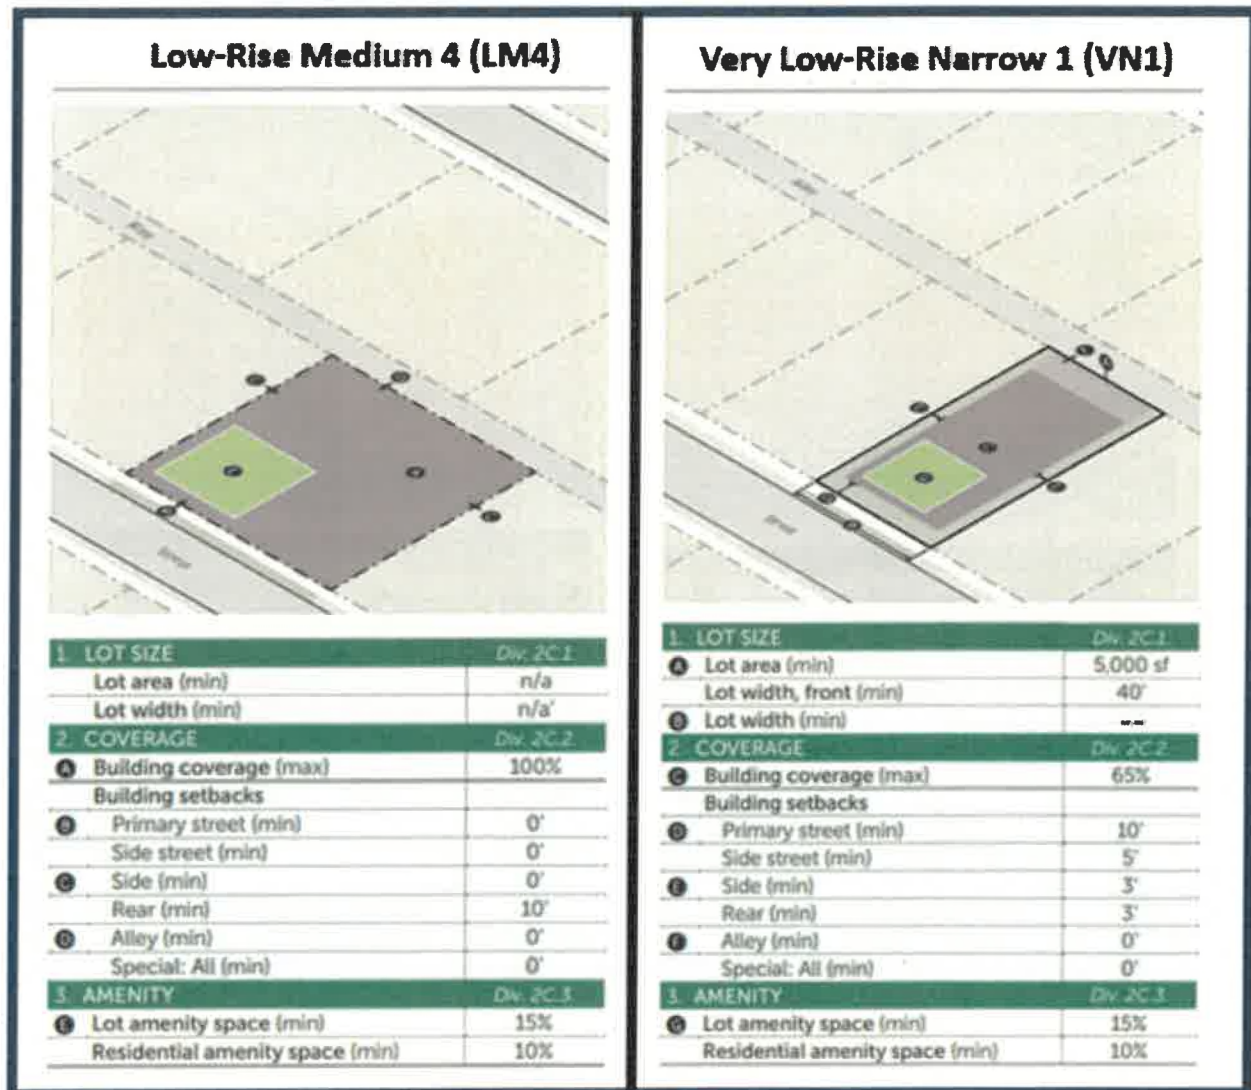 Low-Rise Medium 4 (LM4)
Alley
Street
1. LOT SIZE Div. 2C.1.
Lot area (min) n/a
Lot width (min) n/a'
2. COVERAGE Div. 2C.2.
A Building coverage (max) 100%
Building setbacks
B Primary street (min) 0'
Side street (min) 0'
C Side (min) 0'
Rear (min) 10'
D Alley (min) 0'
Special: All (min) 0'
3. AMENITY Div. 2C.3.
E Lot amenity space (min) 15%
Residential amenity space (min) 10%
Very Low-Rise Narrow 1 (VN1)
Alley
Street
1. LOT SIZE Div. 2C.1.
A Lot area (min) 5,000 sf
Lot width, front (min) 40'
B Lot width (min) --
2. COVERAGE Div. 2C.2.
C Building coverage (max) 65%
Building setbacks
D Primary street (min) 10'
Side street (min) 5'
E Side (min) 3'
Rear (min) 3'
F Alley (min) 0'
Special: All (min) 0'
3. AMENITY Div. 2C.3.
G Lot amenity space (min) 15%
Residential amenity space (min) 10%